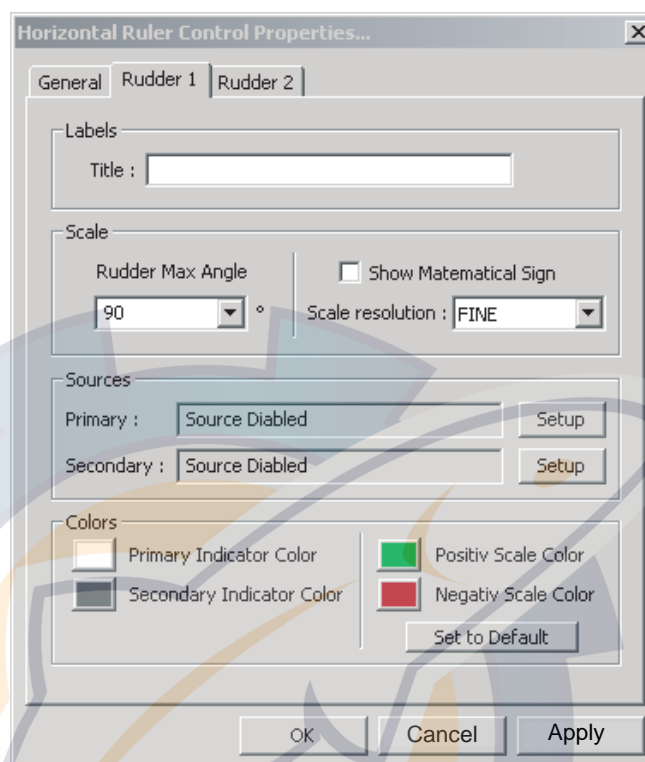 Horizontal Ruler Control Properties...
General Rudder 1 Rudder 2
Labels
Title :
Scale
Rudder Max Angle
Show Matematical Sign
90 °
Scale resolution : FINE
Sources
Primary : Source Diabled Setup
Secondary : Source Diabled Setup
Colors
Primary Indicator Color
Positiv Scale Color
Secondary Indicator Color
Negativ Scale Color
Set to Default
OK Cancel Apply